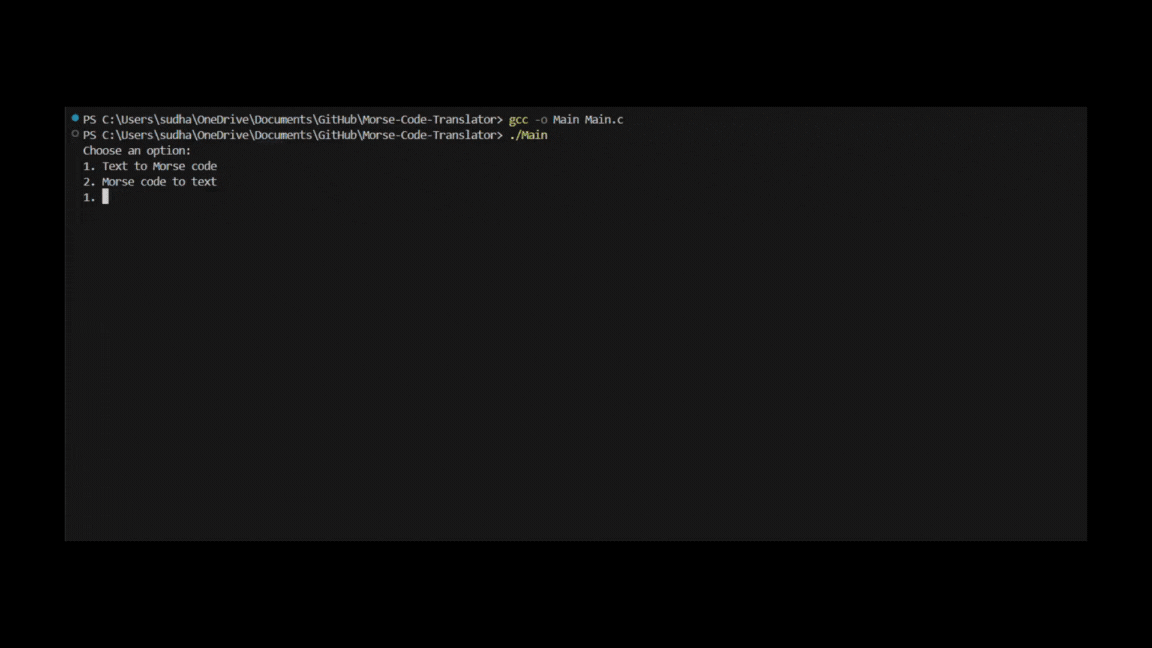 PS C:\Users\sudha\OneDrive\Documents\GitHub\Morse-Code-Translator> gcc -o Main Main.c
PS C:\Users\sudha\OneDrive\Documents\GitHub\Morse-Code-Translator> ./Main
Choose an option:
1. Text to Morse code
2. Morse code to text
1.